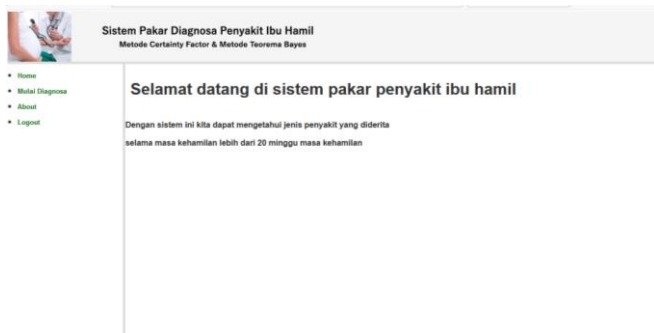 Sistem Pakar Diagnosa Penyakit Ibu Hamil
Metode Certainty Factor & Metode Teorema Bayes
Home
Mulai Diagnosa
About
Logout
Selamat datang di sistem pakar penyakit ibu hamil
Dengan sistem ini kita dapat mengetahui jenis penyakit yang diderita
selama masa kehamilan lebih dari 20 minggu masa kehamilan